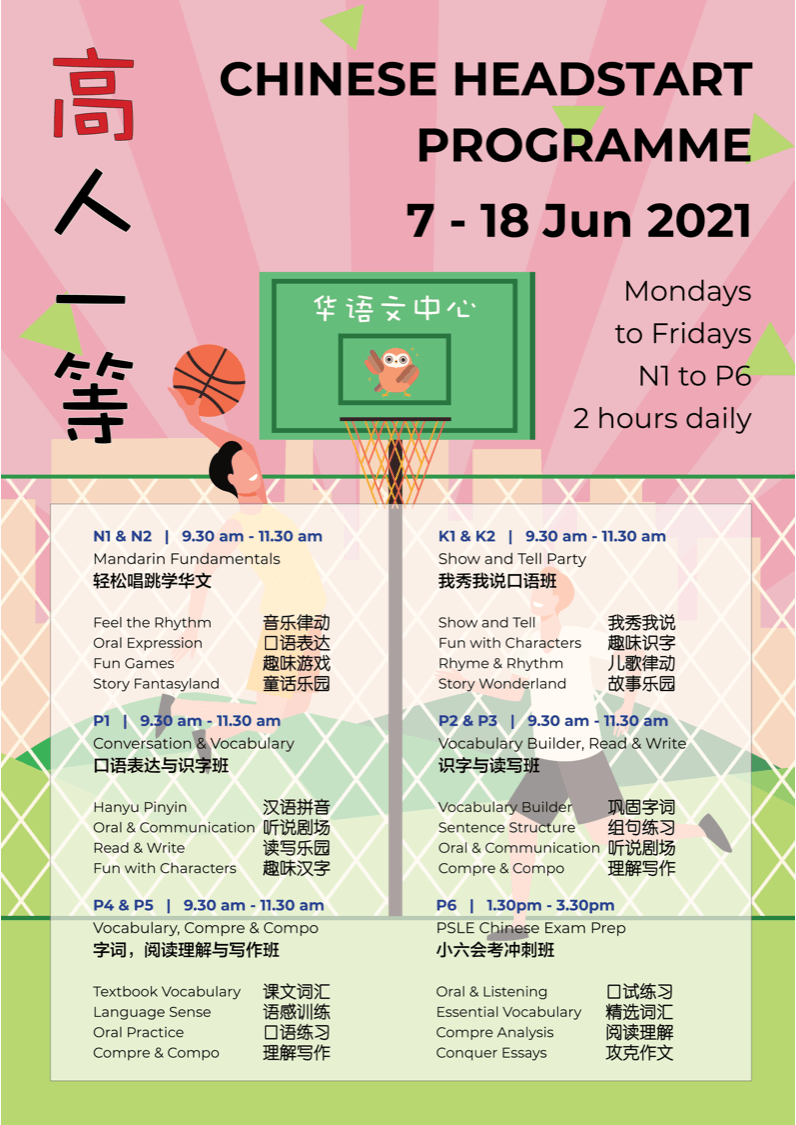 高人一等
CHINESE HEADSTART
PROGRAMME
7 - 18 Jun 2021
Mondays
to Fridays
N1 to P6
2 hours daily
华语文中心
N1 & N2 | 9.30 am - 11.30 am
Mandarin Fundamentals
轻松唱跳学华文
Feel the Rhythm 音乐律动
Oral Expression 口语表达
Fun Games 趣味游戏
Story Fantasyland 童话乐园
K1 & K2 | 9.30 am - 11.30 am
Show and Tell Party
我秀我说口语班
Show and Tell 我秀我说
Fun with Characters 趣味识字
Rhyme & Rhythm 儿歌律动
Story Wonderland 故事乐园
P1 | 9.30 am - 11.30 am
Conversation & Vocabulary
口语表达与识字班
Hanyu Pinyin 汉语拼音
Oral & Communication 听说剧场
Read & Write 读写乐园
Fun with Characters 趣味汉字
P2 & P3 | 9.30 am - 11.30 am
Vocabulary Builder, Read & Write
识字与读写班
Vocabulary Builder 巩固字词
Sentence Structure 组句练习
Oral & Communication 听说剧场
Compre & Compo 理解写作
P4 & P5 | 9.30 am - 11.30 am
Vocabulary, Compre & Compo
字词，阅读理解与写作班
Textbook Vocabulary 课文词汇
Language Sense 语感训练
Oral Practice 口语练习
Compre & Compo 理解写作
P6 | 1.30pm - 3.30pm
PSLE Chinese Exam Prep
小六会考冲刺班
Oral & Listening 口试练习
Essential Vocabulary 精选词汇
Compre Analysis 阅读理解
Conquer Essays 攻克作文